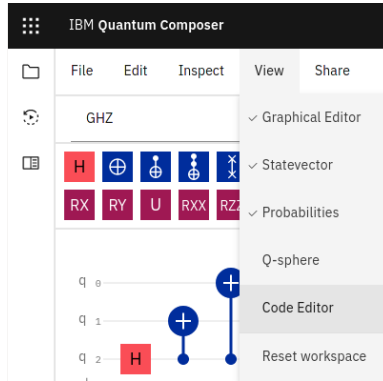 IBM Quantum Composer
File Edit Inspect View Share
GHZ
✓ Graphical Editor
✓ Statevector
✓ Probabilities
Q-sphere
Code Editor
Reset workspace
H
RX RY U RXX RZZ
q 0
q 1
q 2 H